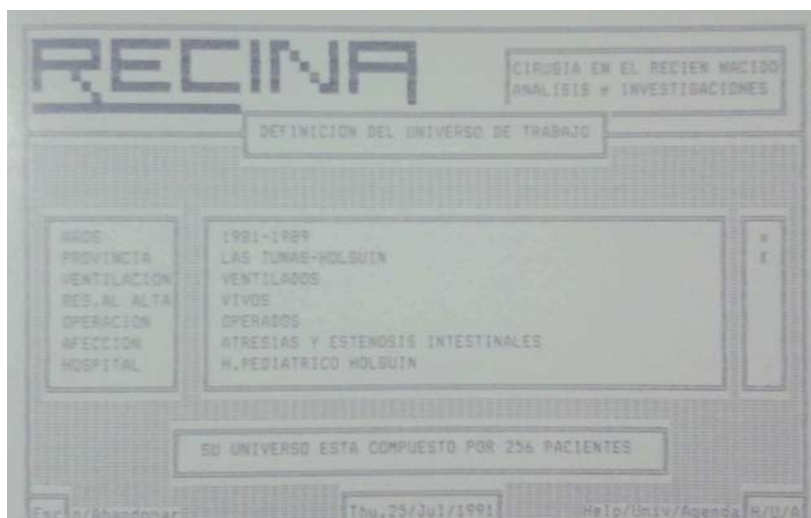 RECINA
CIRUGIA EN EL RECIEN NACIDO
ANALISIS e INVESTIGACIONES
DEFINICION DEL UNIVERSO DE TRABAJO
AÑOS 1981-1989 x
PROVINCIA LAS TUNAS-HOLGUIN x
VENTILACION VENTILADOS
RES.AL ALTA VIVOS
OPERACION OPERADOS
AFECCION ATRESIAS Y ESTENOSIS INTESTINALES
HOSPITAL H.PEDIATRICO HOLGUIN
SU UNIVERSO ESTA COMPUESTO POR 256 PACIENTES
Esc p/Abandonar Thu,25/Jul/1991 Help/Univ/Agenda H/U/A